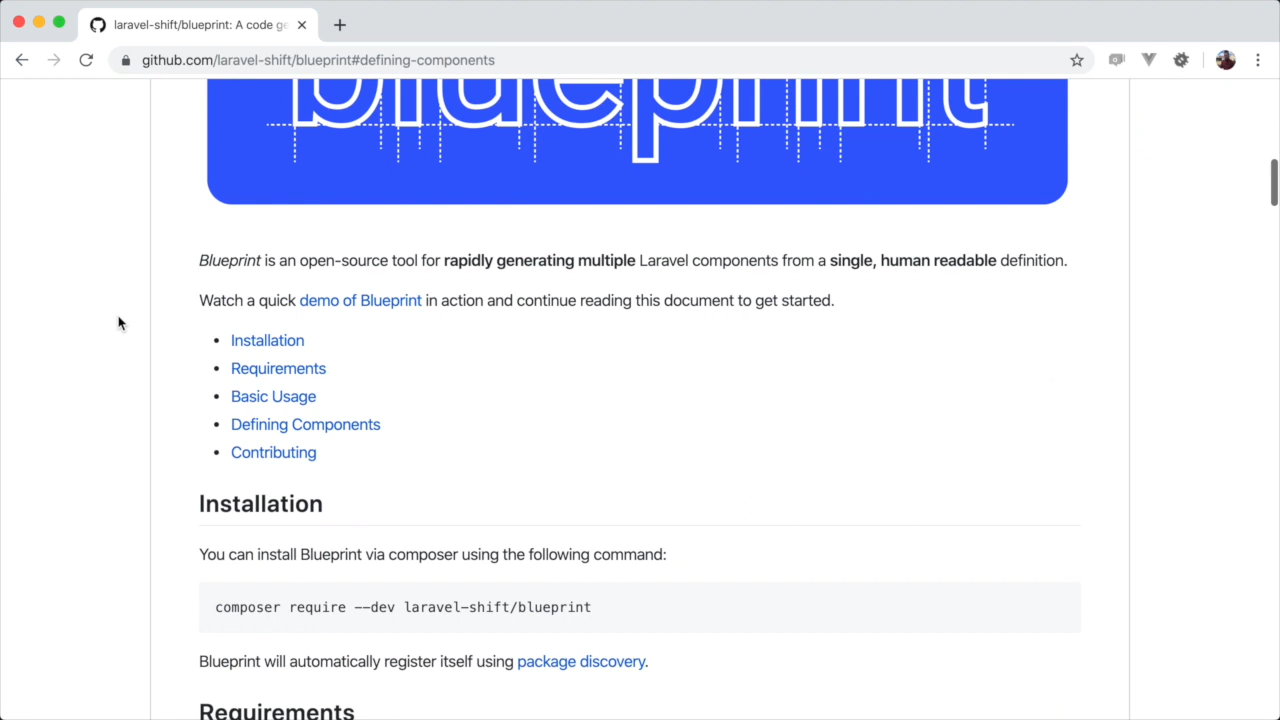 laravel-shift/blueprint: A code ge
github.com/laravel-shift/blueprint#defining-components
blueprint
Blueprint is an open-source tool for rapidly generating multiple Laravel components from a single, human readable definition.
Watch a quick demo of Blueprint in action and continue reading this document to get started.
Installation
Requirements
Basic Usage
Defining Components
Contributing
Installation
You can install Blueprint via composer using the following command:
composer require --dev laravel-shift/blueprint
Blueprint will automatically register itself using package discovery.
Requirements